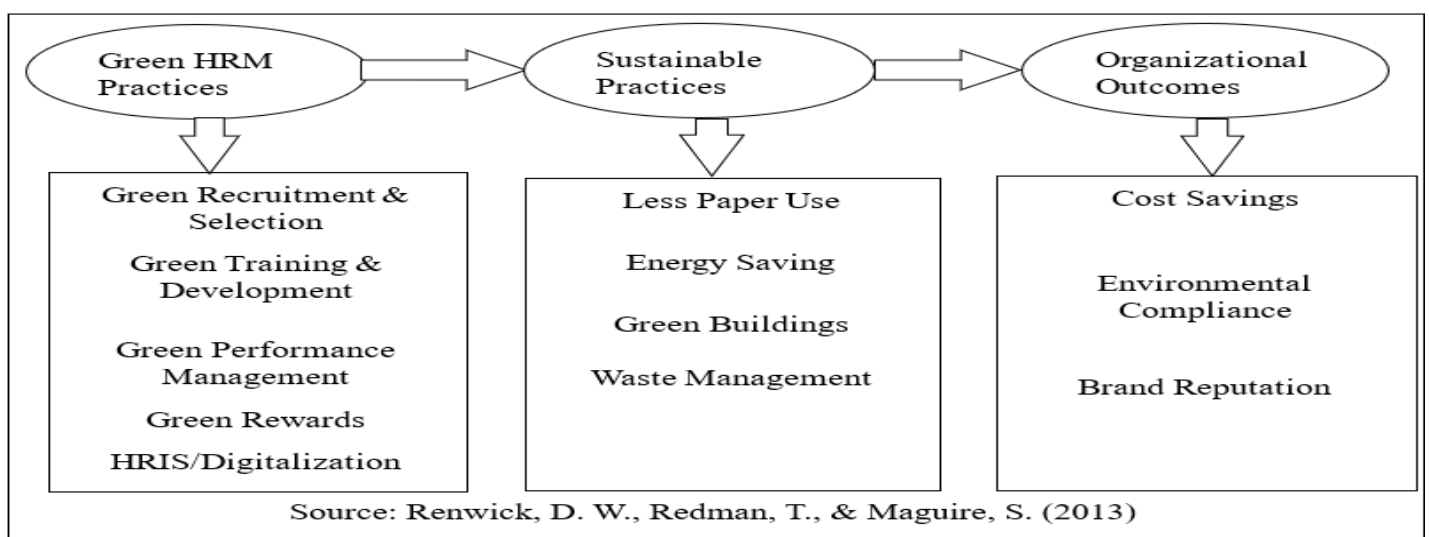 Green HRM
Practices
Sustainable
Practices
Organizational
Outcomes
Green Recruitment &
Selection
Green Training &
Development
Green Performance
Management
Green Rewards
HRIS/Digitalization
Less Paper Use
Energy Saving
Green Buildings
Waste Management
Cost Savings
Environmental
Compliance
Brand Reputation
Source: Renwick, D. W., Redman, T., & Maguire, S. (2013)